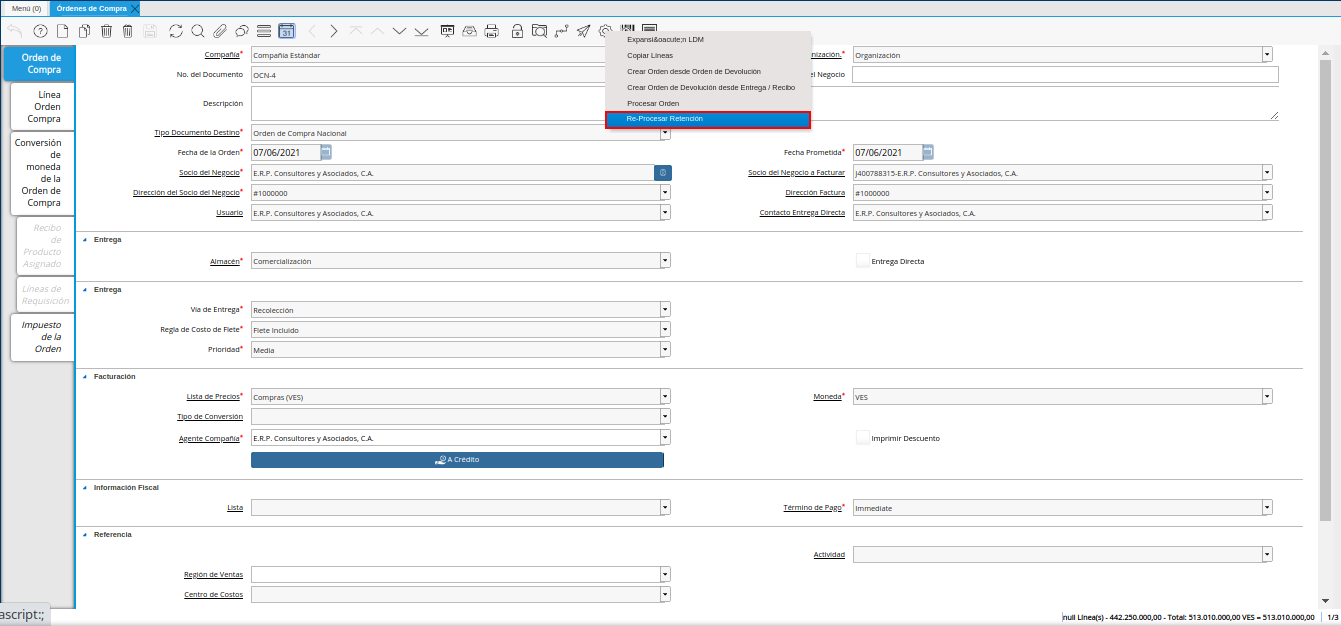 Menú (0)
Órdenes de Compra
31
Expansi&oacute;n LDM
Copiar Líneas
Crear Orden desde Orden de Devolución
Crear Orden de Devolución desde Entrega / Recibo
Procesar Orden
Re-Procesar Retención
Orden de
Compra
Línea
Orden
Compra
Conversión
de
moneda
de la
Orden de
Compra
Recibo
de
Producto
Asignado
Líneas de
Requisición
Impuesto
de la
Orden
Compañía* Compañía Estándar
anización.* Organización
No. del Documento OCN-4
el Negocio
Descripción
Tipo Documento Destino* Orden de Compra Nacional
Fecha de la Orden* 07/06/2021
Fecha Prometida* 07/06/2021
Socio del Negocio* E.R.P. Consultores y Asociados, C.A.
Socio del Negocio a Facturar J400788315-E.R.P. Consultores y Asociados, C.A.
Dirección del Socio del Negocio* #1000000
Dirección Factura #1000000
Usuario E.R.P. Consultores y Asociados, C.A.
Contacto Entrega Directa E.R.P. Consultores y Asociados, C.A.
Entrega
Almacén* Comercialización
Entrega Directa
Entrega
Vía de Entrega* Recolección
Regla de Costo de Flete* Flete Incluido
Prioridad* Media
Facturación
Lista de Precios* Compras (VES)
Moneda* VES
Tipo de Conversión
Agente Compañía* E.R.P. Consultores y Asociados, C.A.
Imprimir Descuento
A Crédito
Información Fiscal
Lista
Término de Pago* Immediate
Referencia
Actividad
Región de Ventas
Centro de Costos
ascript:;
null Línea(s) - 442.250.000,00 - Total: 513.010.000,00 VES = 513.010.000,00
1/3